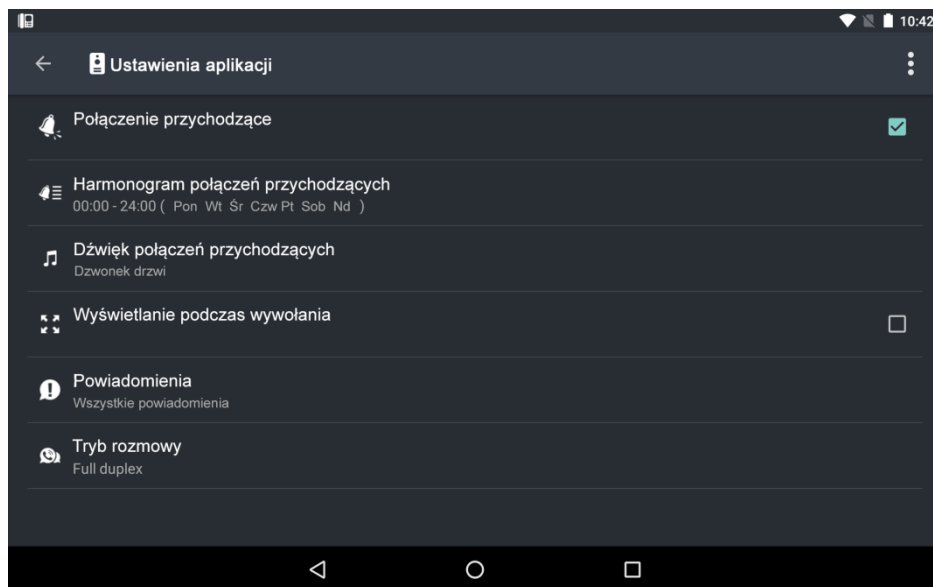 10:42
Ustawienia aplikacji
Połączenie przychodzące
Harmonogram połączeń przychodzących
00:00 - 24:00 ( Pon Wt Śr Czw Pt Sob Nd )
Dźwięk połączeń przychodzących
Dzwonek drzwi
Wyświetlanie podczas wywołania
Powiadomienia
Wszystkie powiadomienia
Tryb rozmowy
Full duplex